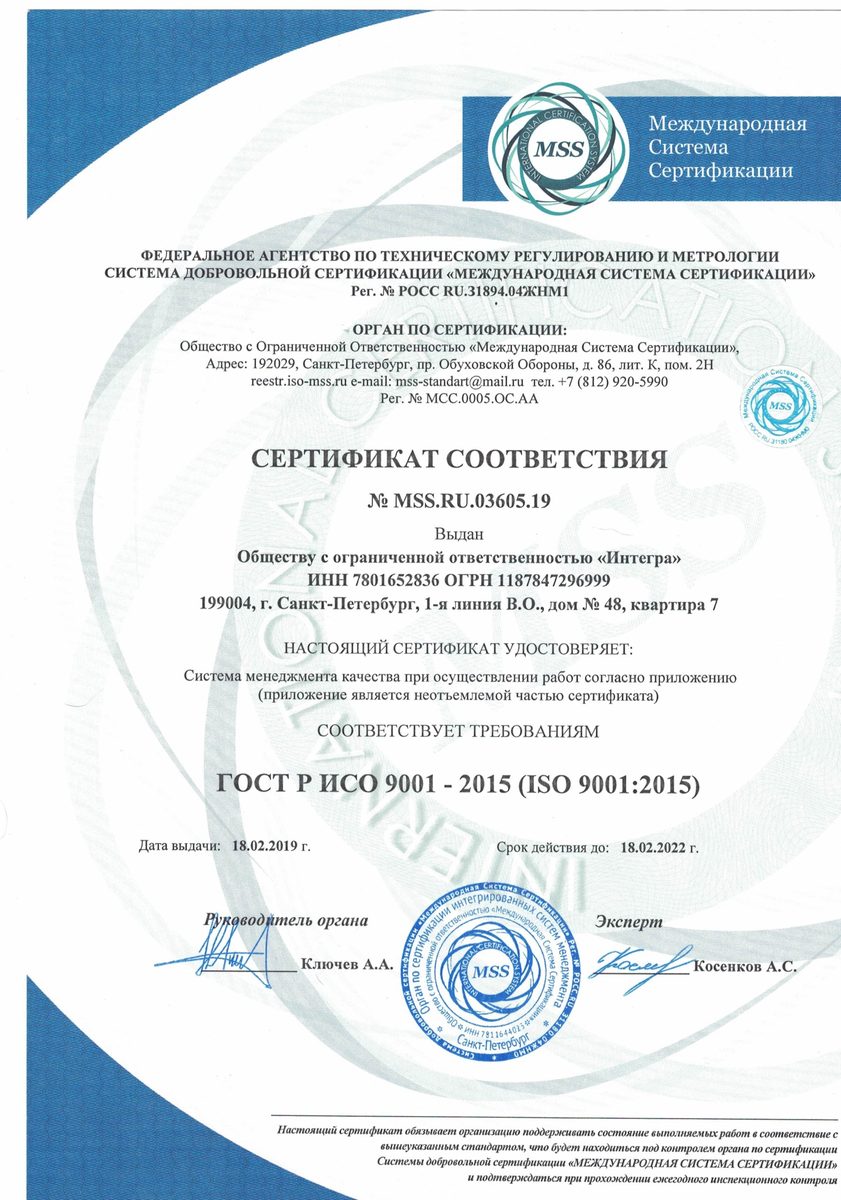 Международная
Система
Сертификации
INTERNATIONAL CERTIFICATION SYSTEM
MSS
ФЕДЕРАЛЬНОЕ АГЕНТСТВО ПО ТЕХНИЧЕСКОМУ РЕГУЛИРОВАНИЮ И МЕТРОЛОГИИ
СИСТЕМА ДОБРОВОЛЬНОЙ СЕРТИФИКАЦИИ «МЕЖДУНАРОДНАЯ СИСТЕМА СЕРТИФИКАЦИИ»
Рег. № РОСС RU.31894.04ЖНМ1
ОРГАН ПО СЕРТИФИКАЦИИ:
Общество с Ограниченной Ответственностью «Международная Система Сертификации»,
Адрес: 192029, Санкт-Петербург, пр. Обуховской Обороны, д. 86, лит. К, пом. 2Н
reestr.iso-mss.ru e-mail: mss-standart@mail.ru тел. +7 (812) 920-5990
Рег. № МСС.0005.ОС.АА
Международная Система Сертификации
MSS
СЕРТИФИКАТ СООТВЕТСТВИЯ
№ MSS.RU.03605.19
Выдан
Обществу с ограниченной ответственностью «Интегра»
ИНН 7801652836 ОГРН 1187847296999
199004, г. Санкт-Петербург, 1-я линия В.О., дом № 48, квартира 7
НАСТОЯЩИЙ СЕРТИФИКАТ УДОСТОВЕРЯЕТ:
Система менеджмента качества при осуществлении работ согласно приложению
(приложение является неотъемлемой частью сертификата)
СООТВЕТСТВУЕТ ТРЕБОВАНИЯМ
ГОСТ Р ИСО 9001 - 2015 (ISO 9001:2015)
Дата выдачи: 18.02.2019 г.
Срок действия до: 18.02.2022 г.
Руководитель органа
Эксперт
Ключев А.А.
Косенков А.С.
Система добровольной сертификации «Международная Система Сертификации»
Орган по сертификации интегрированных систем менеджмента
Общество с ограниченной ответственностью «Международная Система Сертификации»
INTERNATIONAL CERTIFICATION SYSTEM
MSS
Санкт-Петербург
Настоящий сертификат обязывает организацию поддерживать состояние выполняемых работ в соответствие с
вышеуказанным стандартом, что будет находиться под контролем органа по сертификации
Системы добровольной сертификации «МЕЖДУНАРОДНАЯ СИСТЕМА СЕРТИФИКАЦИИ»
и подтверждаться при прохождении ежегодного инспекционного контроля